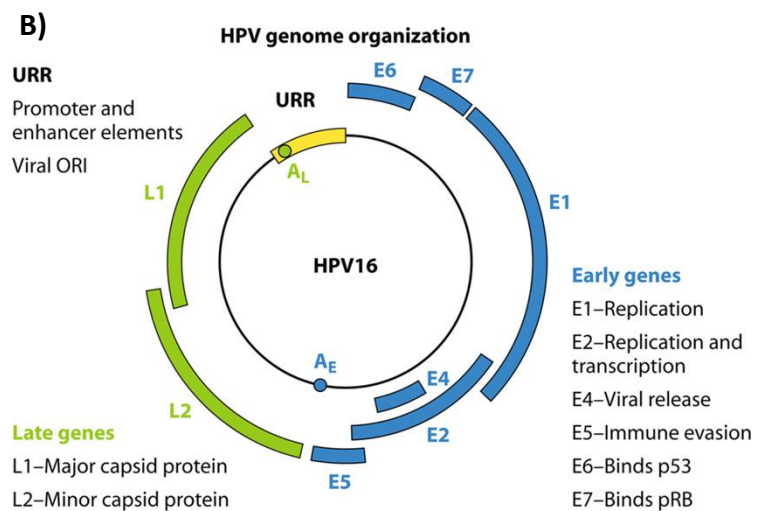 B)
HPV genome organization
URR
Promoter and
enhancer elements
Viral ORI
URR
E6
E7
A_L
L1
E1
HPV16
A_E
E4
L2
E2
E5
Early genes
E1–Replication
E2–Replication and
transcription
E4–Viral release
E5–Immune evasion
E6–Binds p53
E7–Binds pRB
Late genes
L1–Major capsid protein
L2–Minor capsid protein